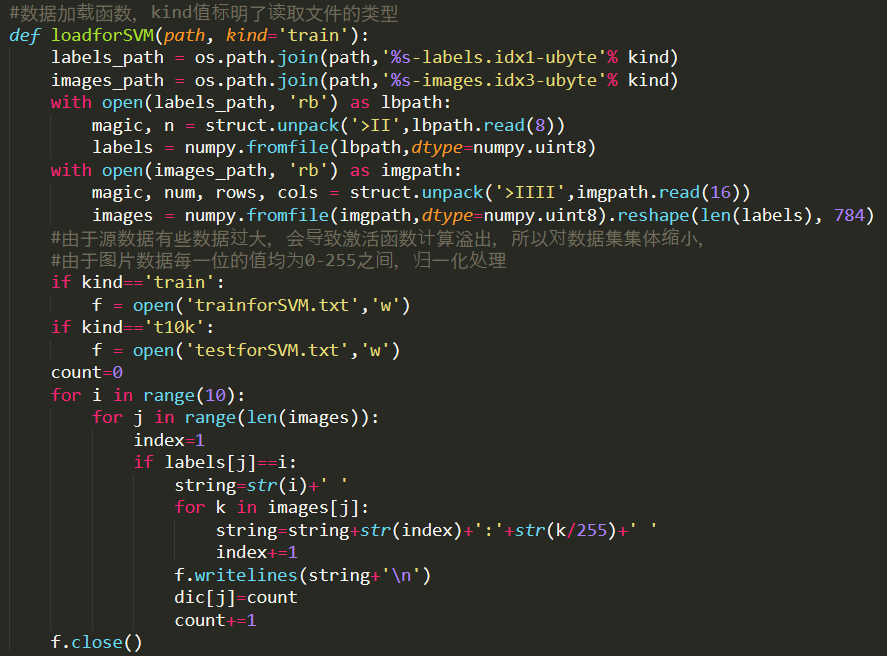 #数据加载函数，kind值标明了读取文件的类型
def loadforSVM(path, kind='train'):
    labels_path = os.path.join(path,'%s-labels.idx1-ubyte'% kind)
    images_path = os.path.join(path,'%s-images.idx3-ubyte'% kind)
    with open(labels_path, 'rb') as lbpath:
        magic, n = struct.unpack('>II',lbpath.read(8))
        labels = numpy.fromfile(lbpath,dtype=numpy.uint8)
    with open(images_path, 'rb') as imgpath:
        magic, num, rows, cols = struct.unpack('>IIII',imgpath.read(16))
        images = numpy.fromfile(imgpath,dtype=numpy.uint8).reshape(len(labels), 784)
    #由于源数据有些数据过大，会导致激活函数计算溢出，所以对数据集集体缩小，
    #由于图片数据每一位的值均为0-255之间，归一化处理
    if kind=='train':
        f = open('trainforSVM.txt','w')
    if kind=='t10k':
        f = open('testforSVM.txt','w')
    count=0
    for i in range(10):
        for j in range(len(images)):
            index=1
            if labels[j]==i:
                string=str(i)+' '
                for k in images[j]:
                    string=string+str(index)+':'+str(k/255)+' '
                    index+=1
                f.writelines(string+'\n')
                dic[j]=count
                count+=1
    f.close()